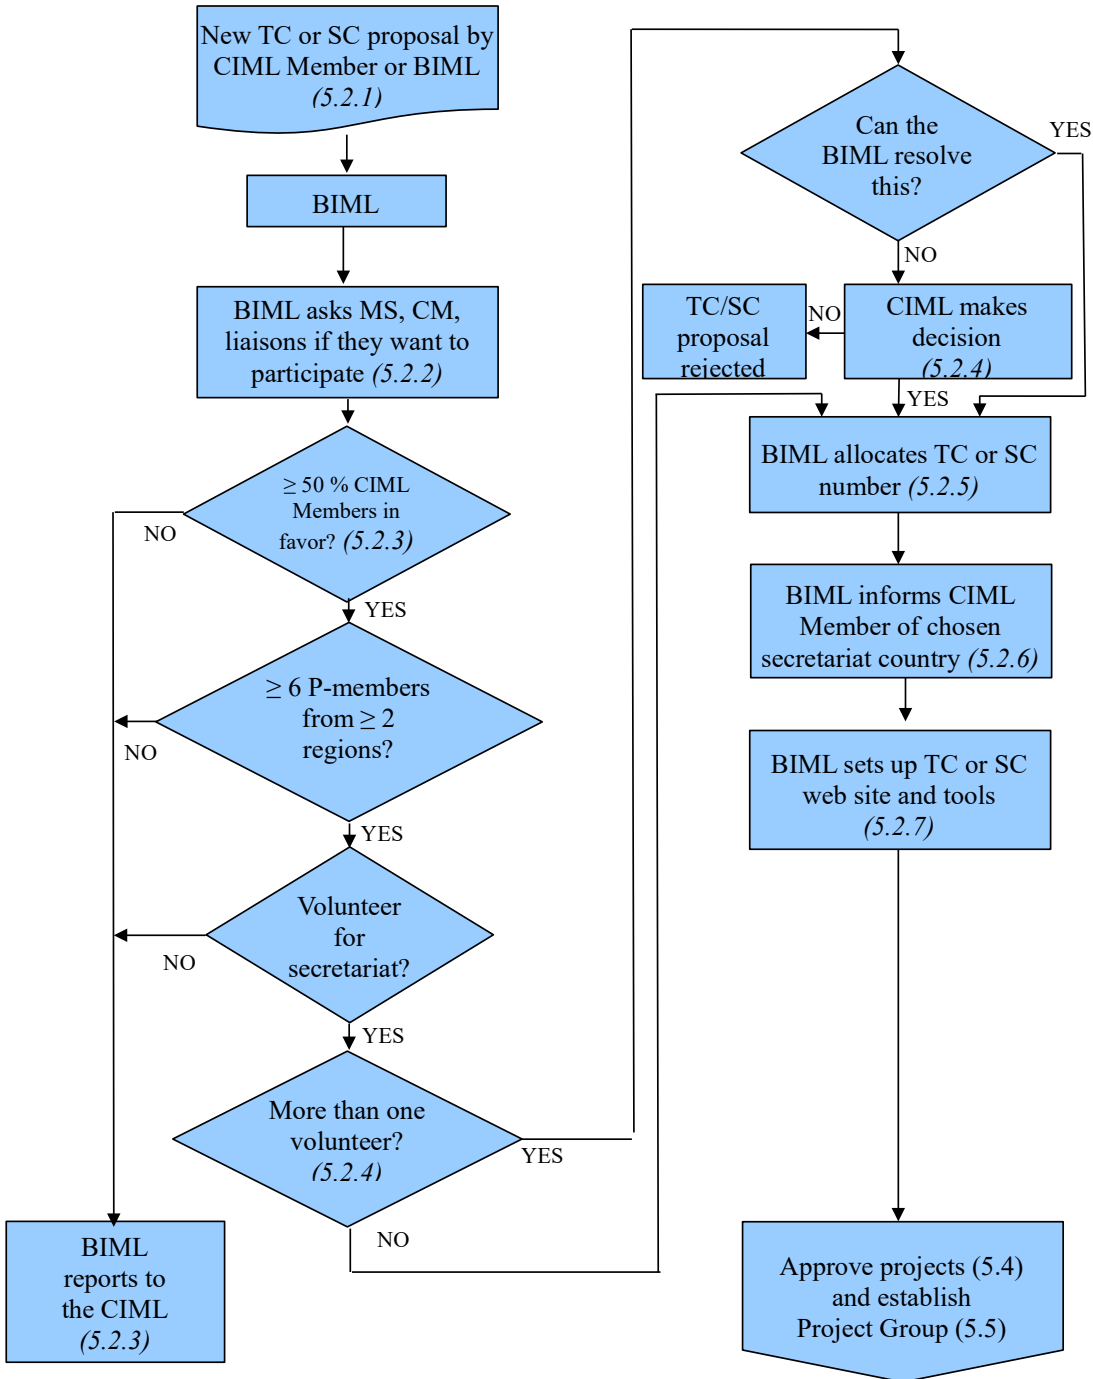 New TC or SC proposal by
CIML Member or BIML
(5.2.1)
BIML
BIML asks MS, CM,
liaisons if they want to
participate (5.2.2)
≥ 50 % CIML
Members in
favor? (5.2.3)
NO
YES
≥ 6 P-members
from ≥ 2
regions?
NO
YES
Volunteer
for
secretariat?
NO
YES
More than one
volunteer?
(5.2.4)
YES
NO
BIML
reports to
the CIML
(5.2.3)
Can the
BIML resolve
this?
YES
NO
TC/SC
proposal
rejected
NO
CIML makes
decision
(5.2.4)
YES
BIML allocates TC or SC
number (5.2.5)
BIML informs CIML
Member of chosen
secretariat country (5.2.6)
BIML sets up TC or SC
web site and tools
(5.2.7)
Approve projects (5.4)
and establish
Project Group (5.5)